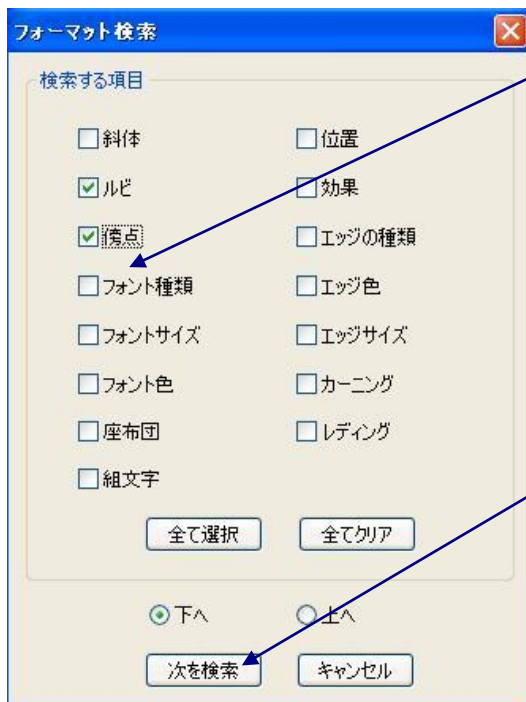 フォーマット検索
検索する項目
斜体 位置
ルビ 効果
傍点 エッジの種類
フォント種類 エッジ色
フォントサイズ エッジサイズ
フォント色 カーニング
座布団 レディング
組文字
全て選択 全てクリア
下へ 上へ
次を検索 キャンセル